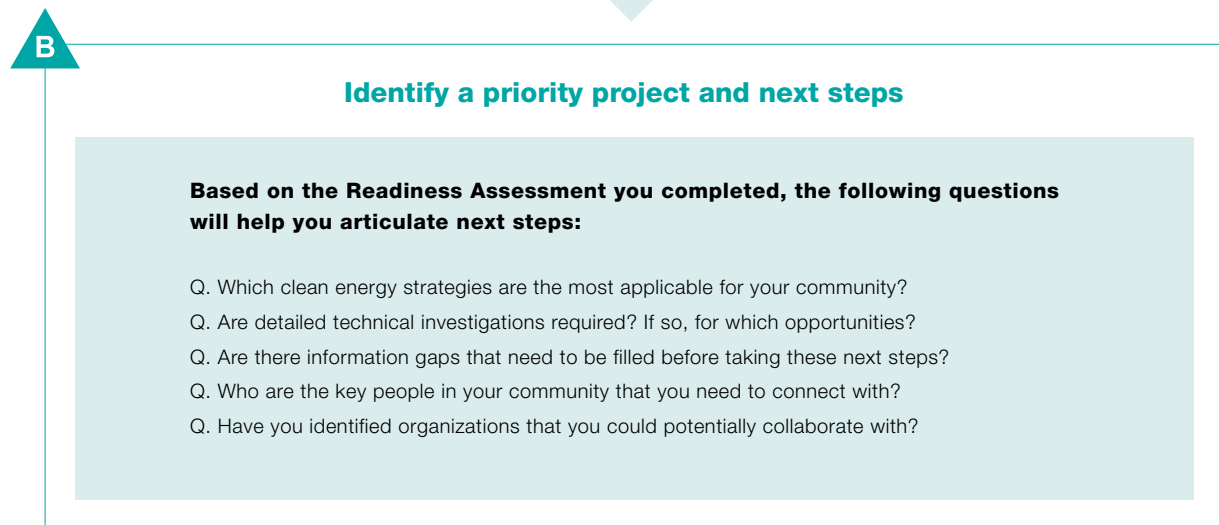 B
Identify a priority project and next steps
Based on the Readiness Assessment you completed, the following questions
will help you articulate next steps:
Q. Which clean energy strategies are the most applicable for your community?
Q. Are detailed technical investigations required? If so, for which opportunities?
Q. Are there information gaps that need to be filled before taking these next steps?
Q. Who are the key people in your community that you need to connect with?
Q. Have you identified organizations that you could potentially collaborate with?